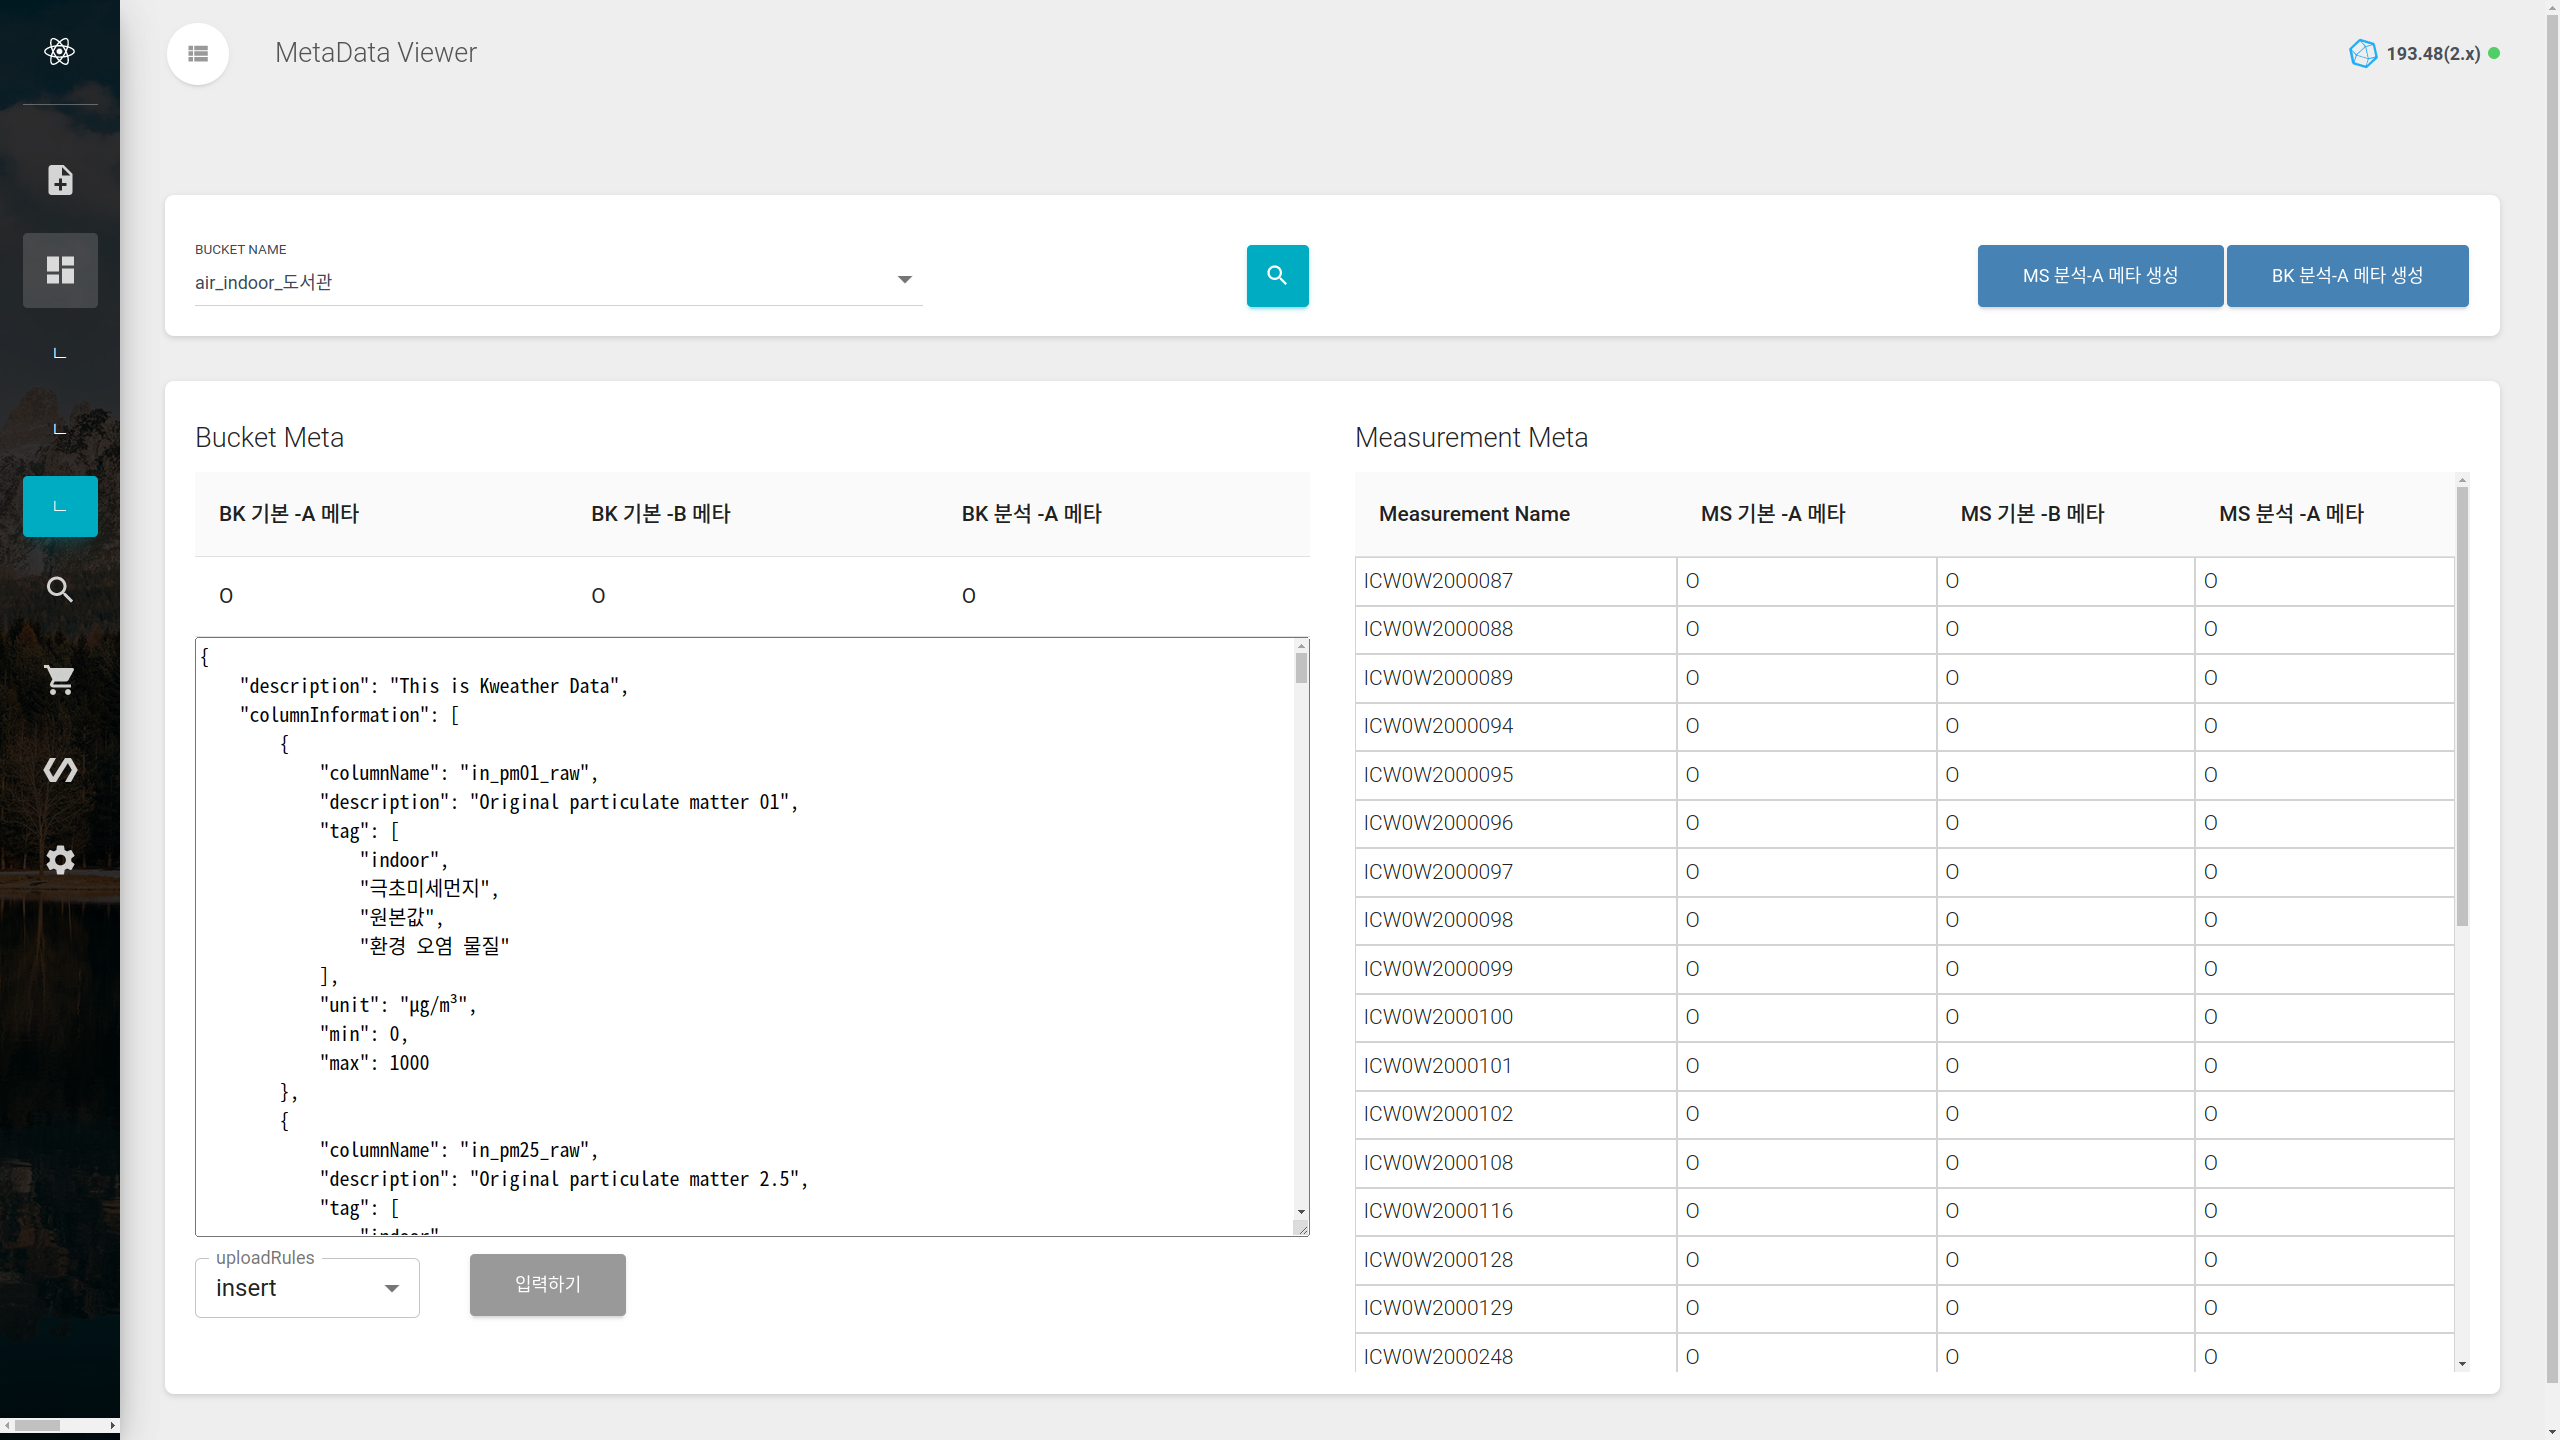 MetaData Viewer
193.48(2.x)
BUCKET NAME
air_indoor_도서관
MS 분석-A 메타 생성
BK 분석-A 메타 생성
ㄴ
ㄴ
ㄴ
Bucket Meta
BK 기본 -A 메타 BK 기본 -B 메타 BK 분석 -A 메타
O O O
{
"description": "This is Kweather Data",
"columnInformation": [
{
"columnName": "in_pm01_raw",
"description": "Original particulate matter 01",
"tag": [
"indoor",
"극초미세먼지",
"원본값",
"환경 오염 물질"
],
"unit": "μg/m³",
"min": 0,
"max": 1000
},
{
"columnName": "in_pm25_raw",
"description": "Original particulate matter 2.5",
"tag": [
"indoor"
uploadRules
insert
입력하기
Measurement Meta
Measurement Name MS 기본 -A 메타 MS 기본 -B 메타 MS 분석 -A 메타
ICW0W2000087 O O O
ICW0W2000088 O O O
ICW0W2000089 O O O
ICW0W2000094 O O O
ICW0W2000095 O O O
ICW0W2000096 O O O
ICW0W2000097 O O O
ICW0W2000098 O O O
ICW0W2000099 O O O
ICW0W2000100 O O O
ICW0W2000101 O O O
ICW0W2000102 O O O
ICW0W2000108 O O O
ICW0W2000116 O O O
ICW0W2000128 O O O
ICW0W2000129 O O O
ICW0W2000248 O O O